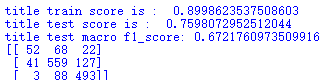 title train score is :  0.8998623537508603
title test score is :  0.7598072952512044
title test macro f1_score: 0.6721760973509916
[[ 52  68  22]
 [ 41 559 127]
 [  3  88 493]]